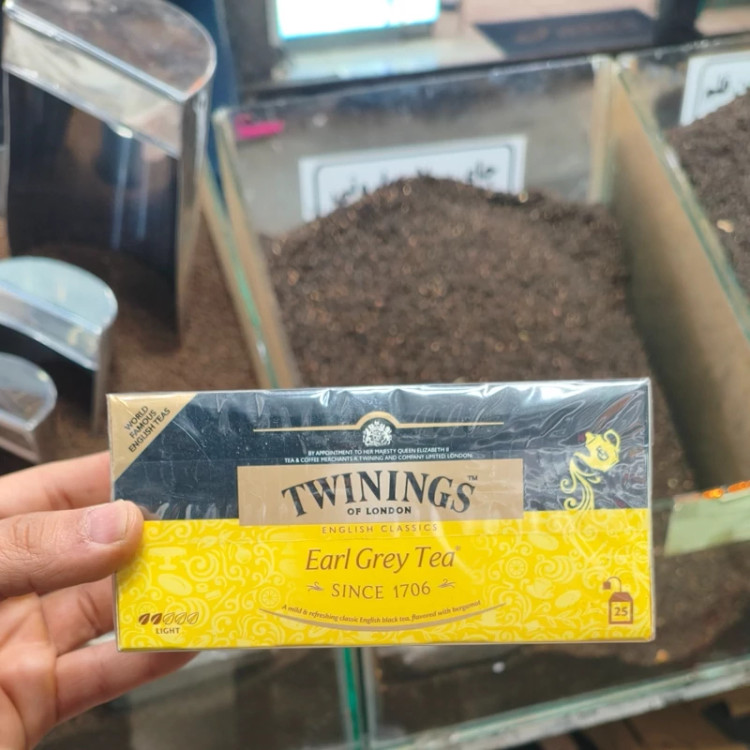 WORLD
FAMOUS
ENGLISH TEAS
BY APPOINTMENT TO HER MAJESTY QUEEN ELIZABETH II
TEA & COFFEE MERCHANTS R. TWINING AND COMPANY LIMITED LONDON.
TWININGS™
OF LONDON
ENGLISH CLASSICS
Earl Grey Tea
SINCE 1706
A mild & refreshing classic English black tea, flavored with bergamot
LIGHT
25